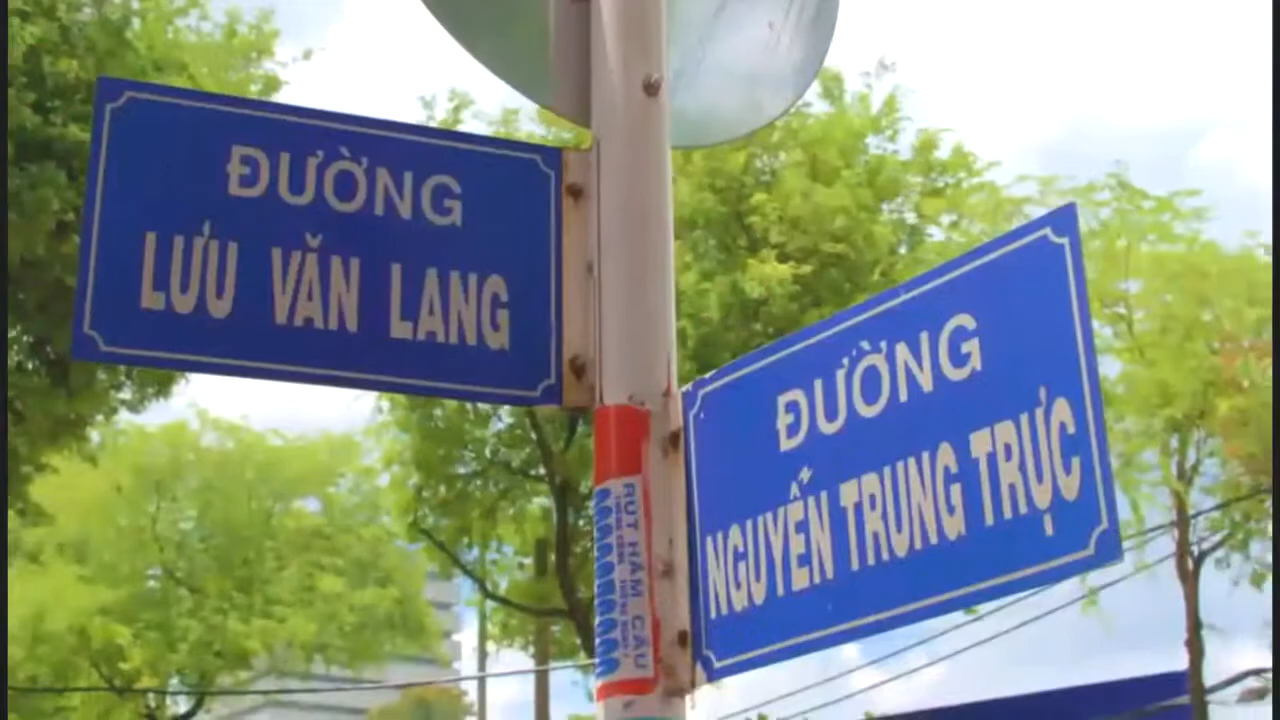 ĐƯỜNG
LƯU VĂN LANG
ĐƯỜNG
NGUYỄN TRUNG TRỰC
RÚT HẦM CẦU